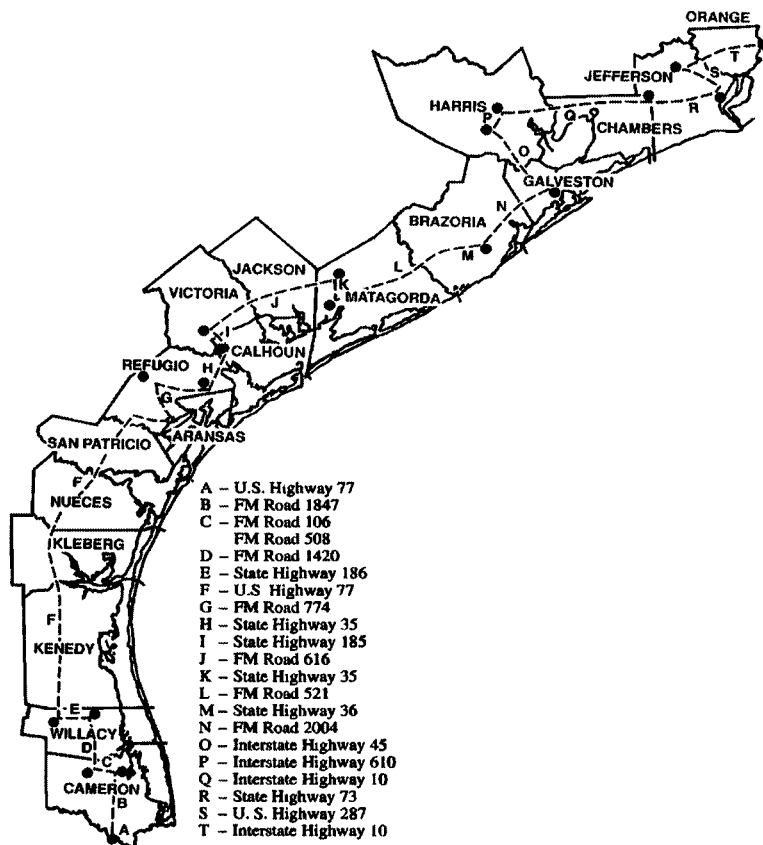 ORANGE
T
JEFFERSON
S
HARRIS
R
P
Q
CHAMBERS
O
GALVESTON
N
BRAZORIA
M
JACKSON
L
K
VICTORIA
J
MATAGORDA
I
CALHOUN
REFUGIO
H
G
ARANSAS
SAN PATRICIO
F
NUECES
KLEBERG
F
KENEDY
E
WILLACY
D
C
CAMERON
B
A
A – U.S. Highway 77
B – FM Road 1847
C – FM Road 106
FM Road 508
D – FM Road 1420
E – State Highway 186
F – U.S Highway 77
G – FM Road 774
H – State Highway 35
I – State Highway 185
J – FM Road 616
K – State Highway 35
L – FM Road 521
M – State Highway 36
N – FM Road 2004
O – Interstate Highway 45
P – Interstate Highway 610
Q – Interstate Highway 10
R – State Highway 73
S – U. S. Highway 287
T – Interstate Highway 10